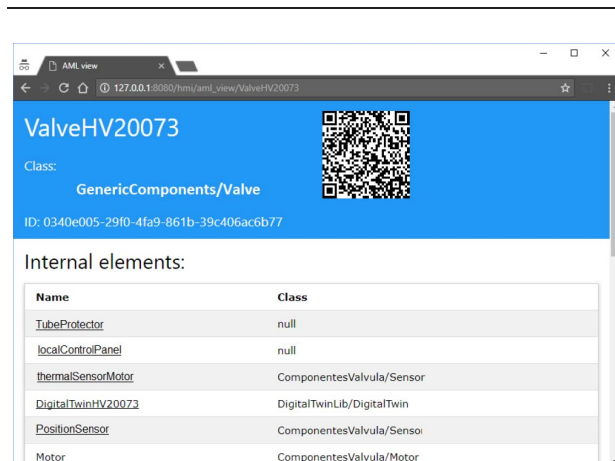 AML view
127.0.0.1:8080/hmi/aml_view/ValveHV20073
ValveHV20073
Class:
GenericComponents/Valve
ID: 0340e005-29f0-4fa9-861b-39c406ac6b77
Internal elements:
Name Class
TubeProtector null
localControlPanel null
thermalSensorMotor ComponentesValvula/Sensor
DigitalTwinHV20073 DigitalTwinLib/DigitalTwin
PositionSensor ComponentesValvula/Sensor
Motor ComponentesValvula/Motor